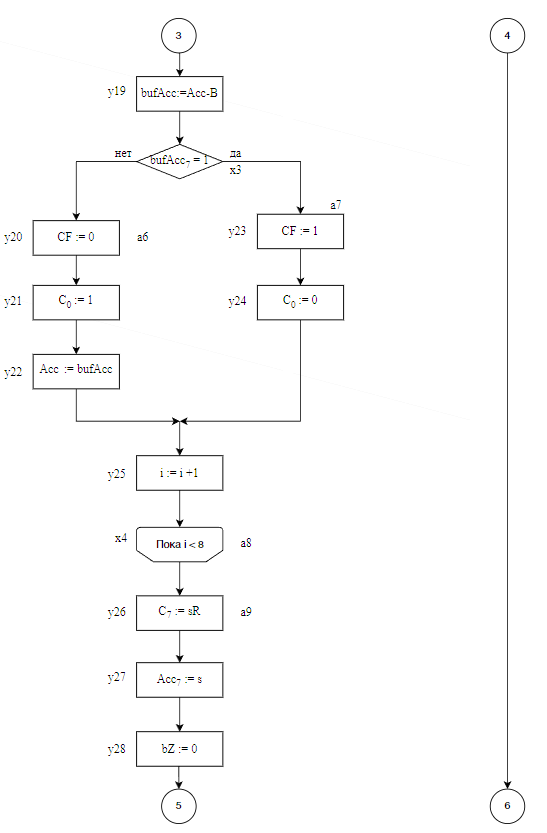 3
4
y19
bufAcc:=Acc-B
нет
bufAcc7 = 1
да
x3
a7
y20
CF := 0
a6
y23
CF := 1
y21
C0 := 1
y24
C0 := 0
y22
Acc := bufAcc
y25
i := i +1
x4
Пока i < 8
a8
y26
C7 := sR
a9
y27
Acc7 := s
y28
bZ := 0
5
6